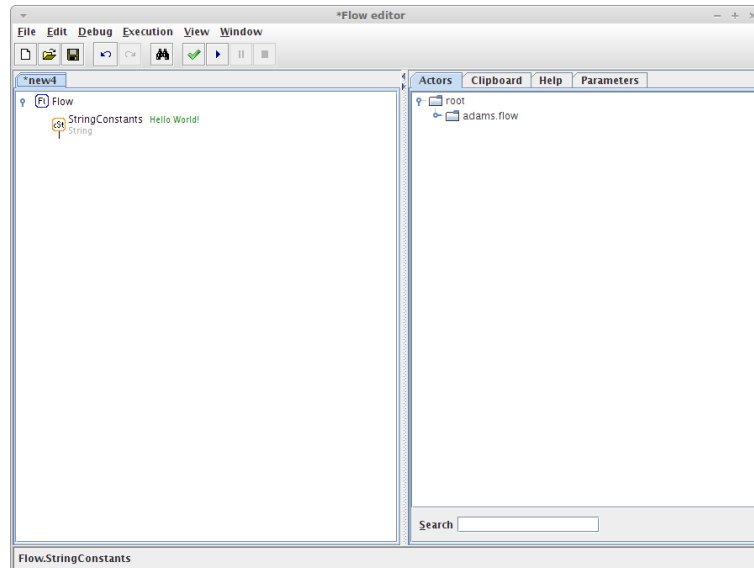 *Flow editor
File Edit Debug Execution View Window
*new4
Fl Flow
cSt StringConstants Hello World!
String
Actors Clipboard Help Parameters
root
adams.flow
Search
Flow.StringConstants